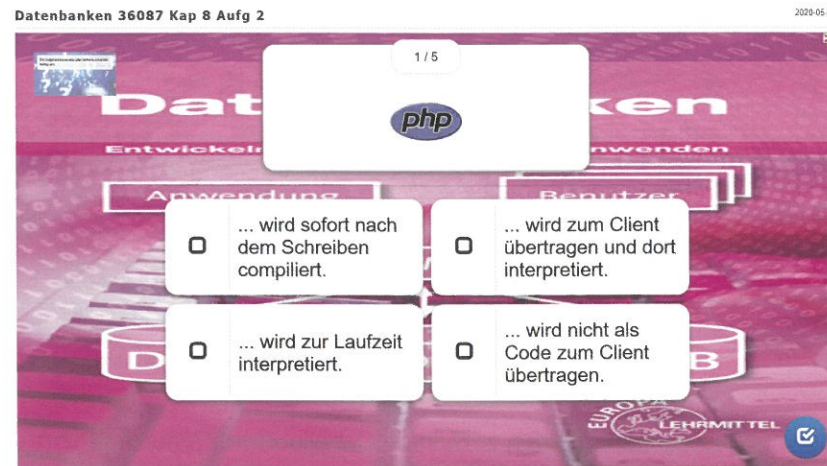 Datenbanken 36087 Kap 8 Aufg 2
1 / 5
php
Dat
ken
Entwickeln
nwenden
Anwendung
Benutzer
... wird sofort nach
dem Schreiben
compiliert.
... wird zum Client
übertragen und dort
interpretiert.
... wird zur Laufzeit
interpretiert.
... wird nicht als
Code zum Client
übertragen.
D
B
EUROPA
LEHRMITTEL